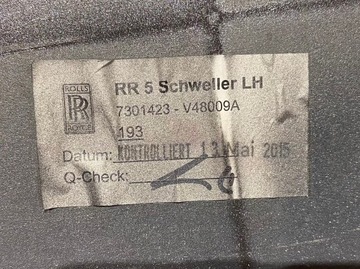 ROLLS
RR
ROYCE
RR 5 Schweller LH
7301423 - V48009A
193
Datum: KONTROLLIERT 13. Mai 2015
Q-Check: